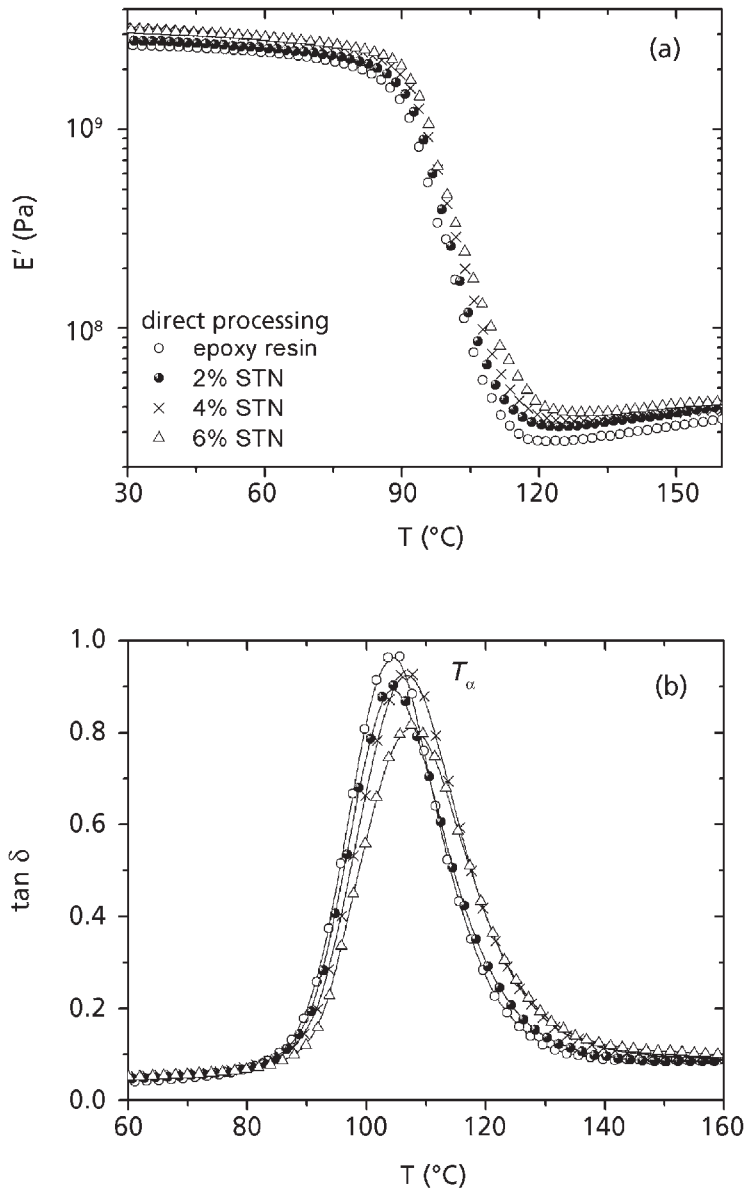 (a)
10⁹
10⁸
E′ (Pa)
direct processing
epoxy resin
2% STN
4% STN
6% STN
30 60 90 120 150
T (°C)
1.0
0.8
0.6
0.4
0.2
0.0
tan δ
Tα
(b)
60 80 100 120 140 160
T (°C)